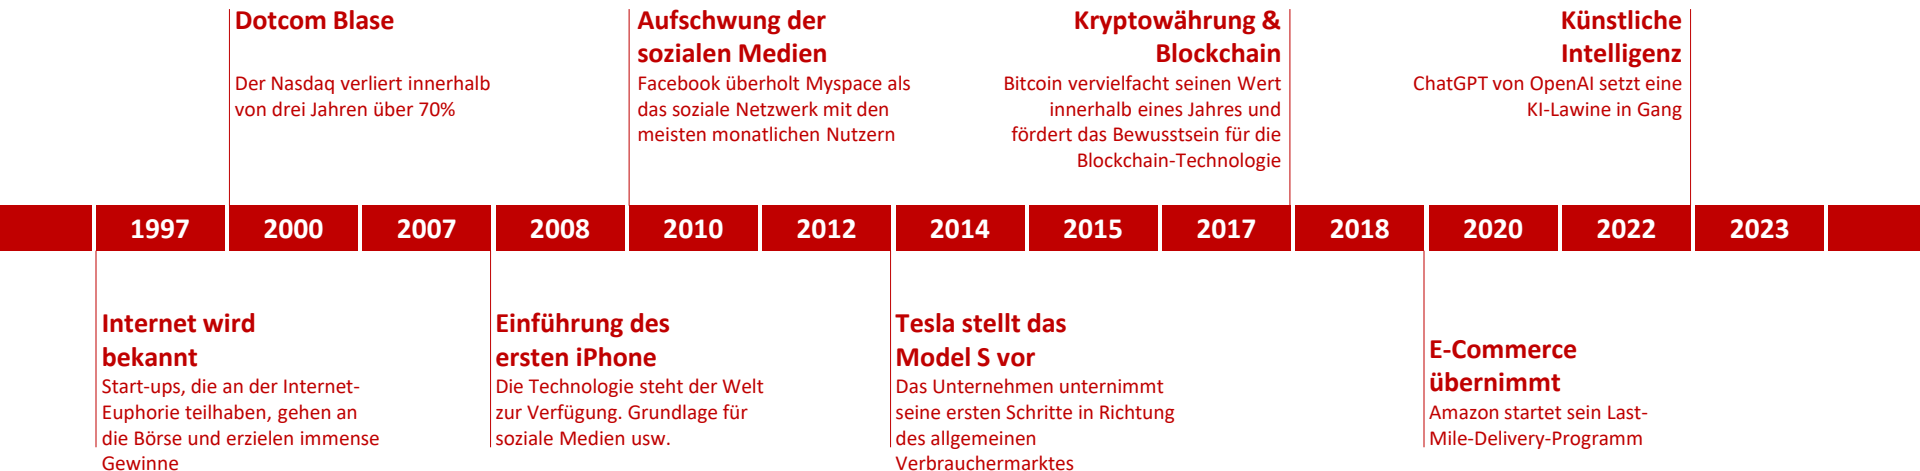 Dotcom Blase
Der Nasdaq verliert innerhalb
von drei Jahren über 70%
Aufschwung der
sozialen Medien
Facebook überholt Myspace als
das soziale Netzwerk mit den
meisten monatlichen Nutzern
Kryptowährung &
Blockchain
Bitcoin vervielfacht seinen Wert
innerhalb eines Jahres und
fördert das Bewusstsein für die
Blockchain-Technologie
Künstliche
Intelligenz
ChatGPT von OpenAI setzt eine
KI-Lawine in Gang
1997 2000 2007 2008 2010 2012 2014 2015 2017 2018 2020 2022 2023
Internet wird
bekannt
Start-ups, die an der Internet-
Euphorie teilhaben, gehen an
die Börse und erzielen immense
Gewinne
Einführung des
ersten iPhone
Die Technologie steht der Welt
zur Verfügung. Grundlage für
soziale Medien usw.
Tesla stellt das
Model S vor
Das Unternehmen unternimmt
seine ersten Schritte in Richtung
des allgemeinen
Verbrauchermarktes
E-Commerce
übernimmt
Amazon startet sein Last-
Mile-Delivery-Programm